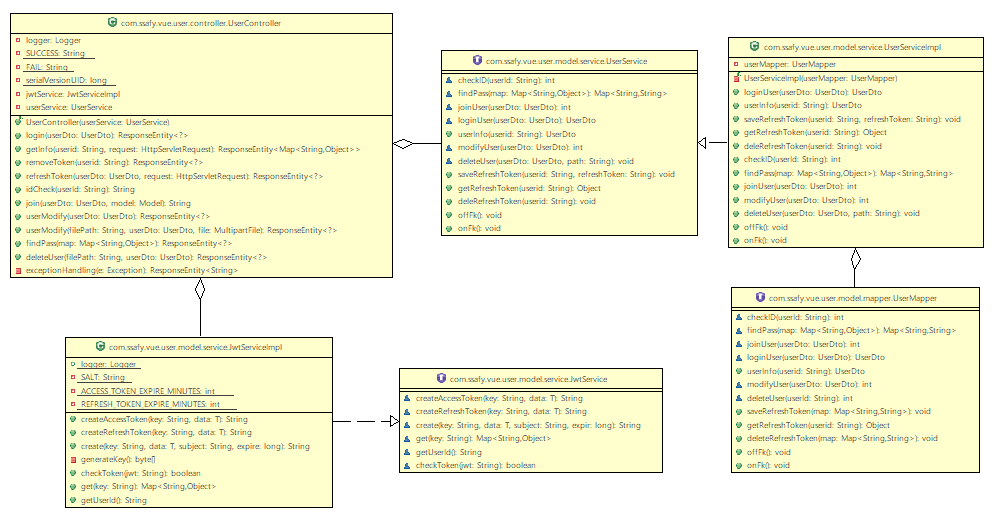 com.ssafy.vue.user.controller.UserController
logger: Logger
SUCCESS: String
FAIL: String
serialVersionUID: long
jwtService: JwtServiceImpl
userService: UserService
UserController(userService, UserService)
login(userDto: UserDto): ResponseEntity<?>
getInfo(userid: String, request: HttpServletRequest): ResponseEntity<Map<String,Object>>
removeToken(userid: String): ResponseEntity<?>
refreshToken(userDto: UserDto, request: HttpServletRequest): ResponseEntity<?>
idCheck(userId: String): String
join(userDto: UserDto, model: Model): String
userModify(userDto: UserDto): ResponseEntity<?>
userModify(filePath: String, userDto: UserDto, file: MultipartFile): ResponseEntity<?>
findPass(map: Map<String,Object>): ResponseEntity<?>
deleteUser(filePath: String, userDto: UserDto): ResponseEntity<?>
exceptionHandling(e: Exception): ResponseEntity<String>
com.ssafy.vue.user.model.service.UserService
checkID(userId: String): int
findPass(map: Map<String,Object>): Map<String,String>
joinUser(userDto: UserDto): int
loginUser(userDto: UserDto): UserDto
userInfo(userid: String): UserDto
modifyUser(userDto: UserDto): int
deleteUser(userDto: UserDto, path: String): void
saveRefreshToken(userid: String, refreshToken: String): void
getRefreshToken(userid: String): Object
deleRefreshToken(userid: String): void
offFk(): void
onFk(): void
com.ssafy.vue.user.model.service.UserServiceImpl
userMapper: UserMapper
UserServiceImpl(userMapper: UserMapper)
loginUser(userDto: UserDto): UserDto
userInfo(userid: String): UserDto
saveRefreshToken(userid: String, refreshToken: String): void
getRefreshToken(userid: String): Object
deleRefreshToken(userid: String): void
checkID(userid: String): int
findPass(map: Map<String,Object>): Map<String,String>
joinUser(userDto: UserDto): int
modifyUser(userDto: UserDto): int
deleteUser(userDto: UserDto, path: String): void
offFk(): void
onFk(): void
com.ssafy.vue.user.model.service.JwtServiceImpl
logger: Logger
SALT: String
ACCESS_TOKEN_EXPIRE_MINUTES: int
REFRESH_TOKEN_EXPIRE_MINUTES: int
createAccessToken(key: String, data: T): String
createRefreshToken(key: String, data: T): String
create(key: String, data: T, subject: String, expire: long): String
generateKey(): byte[]
checkToken(jwt: String): boolean
get(key: String): Map<String,Object>
getUserId(): String
com.ssafy.vue.user.model.service.JwtService
createAccessToken(key: String, data: T): String
createRefreshToken(key: String, data: T): String
create(key: String, data: T, subject: String, expir: long): String
get(key: String): Map<String,Object>
getUserId(): String
checkToken(jwt: String): boolean
com.ssafy.vue.user.model.mapper.UserMapper
checkID(userId: String): int
findPass(map: Map<String,Object>): Map<String,String>
joinUser(userDto: UserDto): int
loginUser(userDto: UserDto): UserDto
userInfo(userid: String): UserDto
modifyUser(userDto: UserDto): int
deleteUser(userid: String): int
saveRefreshToken(map: Map<String,String>): void
getRefreshToken(userid: String): Object
deleteRefreshToken(map: Map<String,String>): void
offFk(): void
onFk(): void